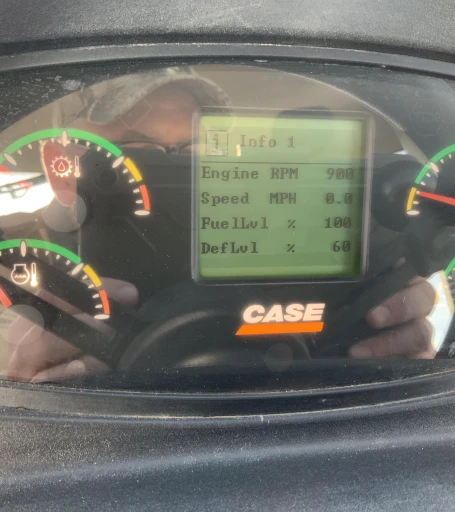 Info 1
Engine RPM 900
Speed MPH 0.0
FuelLvl % 100
DefLvl % 60
CASE